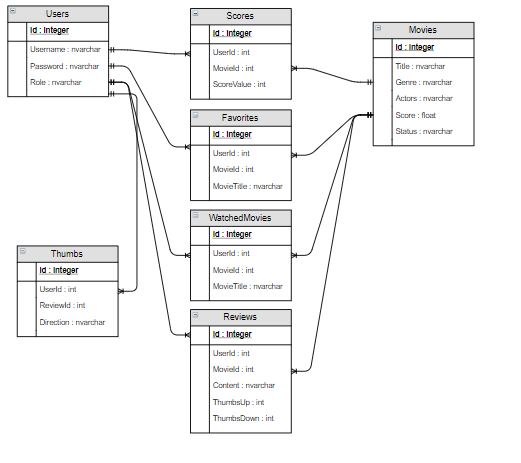 Users
Id : Integer
Username : nvarchar
Password : nvarchar
Role : nvarchar
Scores
Id : Integer
UserId : int
MovieId : int
ScoreValue : int
Movies
Id : Integer
Title : nvarchar
Genre : nvarchar
Actors : nvarchar
Score : float
Status : nvarchar
Favorites
Id : Integer
UserId : int
MovieId : int
MovieTitle : nvarchar
WatchedMovies
Id : Integer
UserId : int
MovieId : int
MovieTitle : nvarchar
Thumbs
Id : Integer
UserId : int
ReviewId : int
Direction : nvarchar
Reviews
Id : Integer
UserId : int
MovieId : int
Content : nvarchar
ThumbsUp : int
ThumbsDown : int